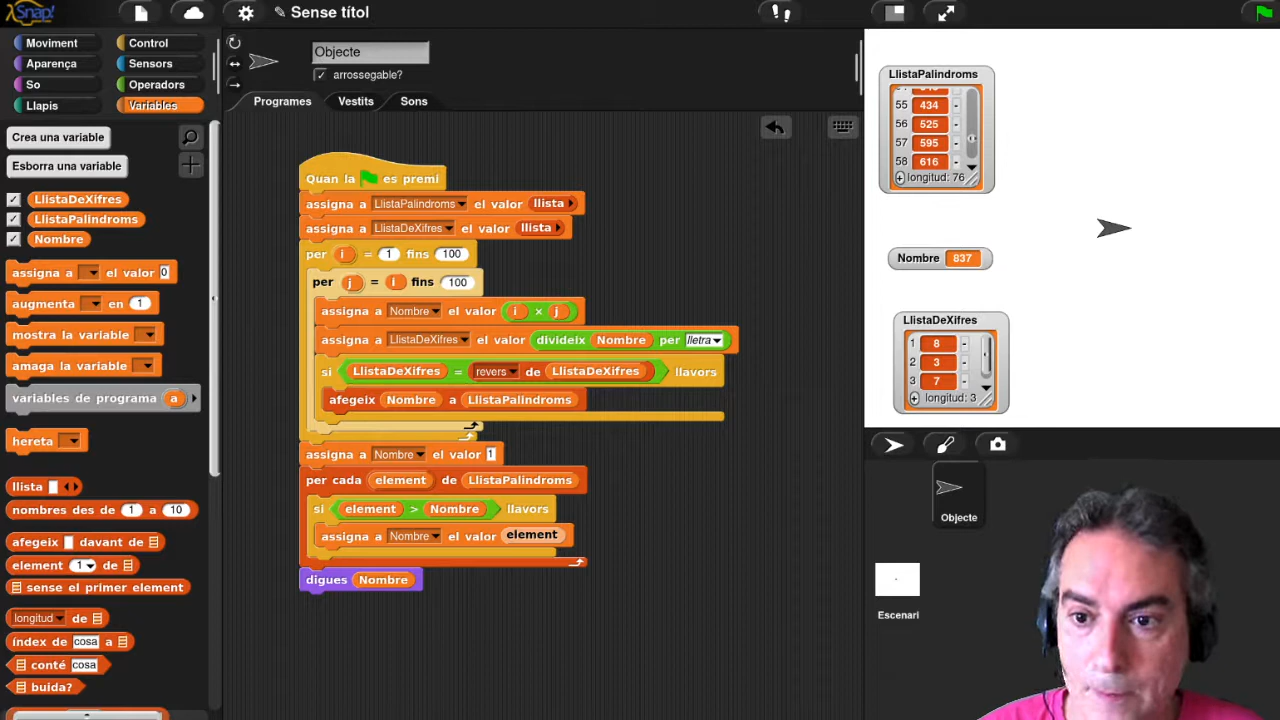 Snap!
Sense títol
Moviment
Control
Aparença
Sensors
So
Operadors
Llapis
Variables
Crea una variable
Esborra una variable
LlistaDeXifres
LlistaPalíndroms
Nombre
assigna a el valor 0
augmenta en 1
mostra la variable
amaga la variable
variables de programa a
hereta
llista
nombres des de 1 a 10
afegeix davant de
element 1 de
sense el primer element
longitud de
índex de cosa a
conté cosa
buida?
Objecte
arrossegable?
Programes
Vestits
Sons
Quan la es premi
assigna a LlistaPalíndroms el valor llista
assigna a LlistaDeXifres el valor llista
per i = 1 fins 100
per j = i fins 100
assigna a Nombre el valor i × j
assigna a LlistaDeXifres el valor divideix Nombre per lletra
si LlistaDeXifres = revers de LlistaDeXifres llavors
afegeix Nombre a LlistaPalíndroms
assigna a Nombre el valor 1
per cada element de LlistaPalíndroms
si element > Nombre llavors
assigna a Nombre el valor element
digues Nombre
LlistaPalíndroms
55 434 -
56 525 -
57 595 -
58 616 -
+ longitud: 76
Nombre 837
LlistaDeXifres
1 8 -
2 3 -
3 7 -
+ longitud: 3
Objecte
Escenari